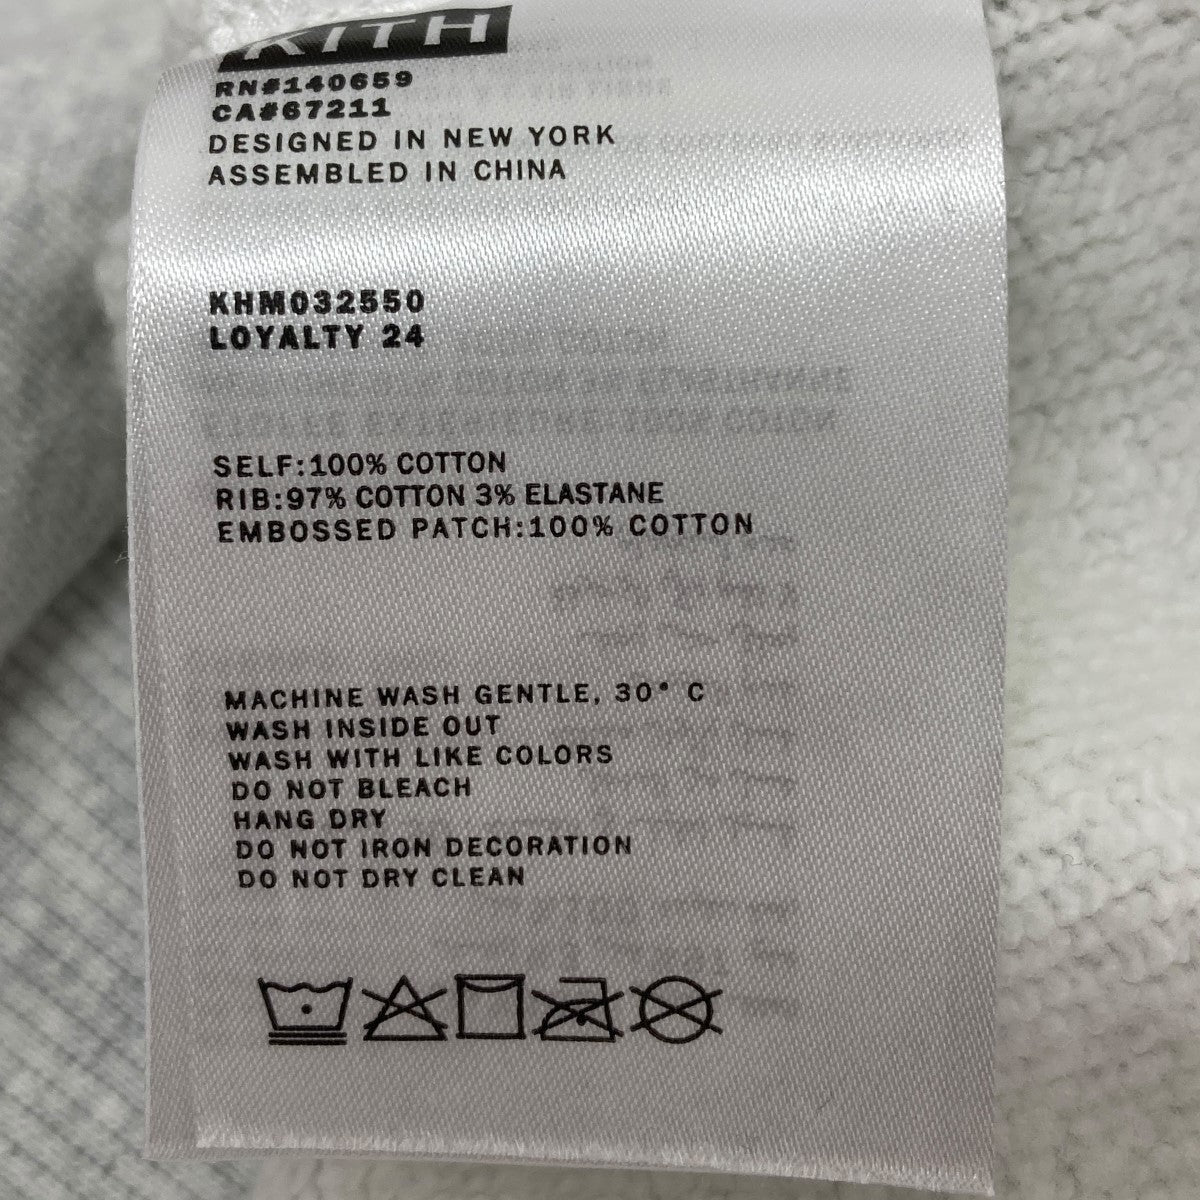 KITH
RN#140659
CA#67211
DESIGNED IN NEW YORK
ASSEMBLED IN CHINA
KHM032550
LOYALTY 24
SELF:100% COTTON
RIB:97% COTTON 3% ELASTANE
EMBOSSED PATCH:100% COTTON
MACHINE WASH GENTLE, 30° C
WASH INSIDE OUT
WASH WITH LIKE COLORS
DO NOT BLEACH
HANG DRY
DO NOT IRON DECORATION
DO NOT DRY CLEAN